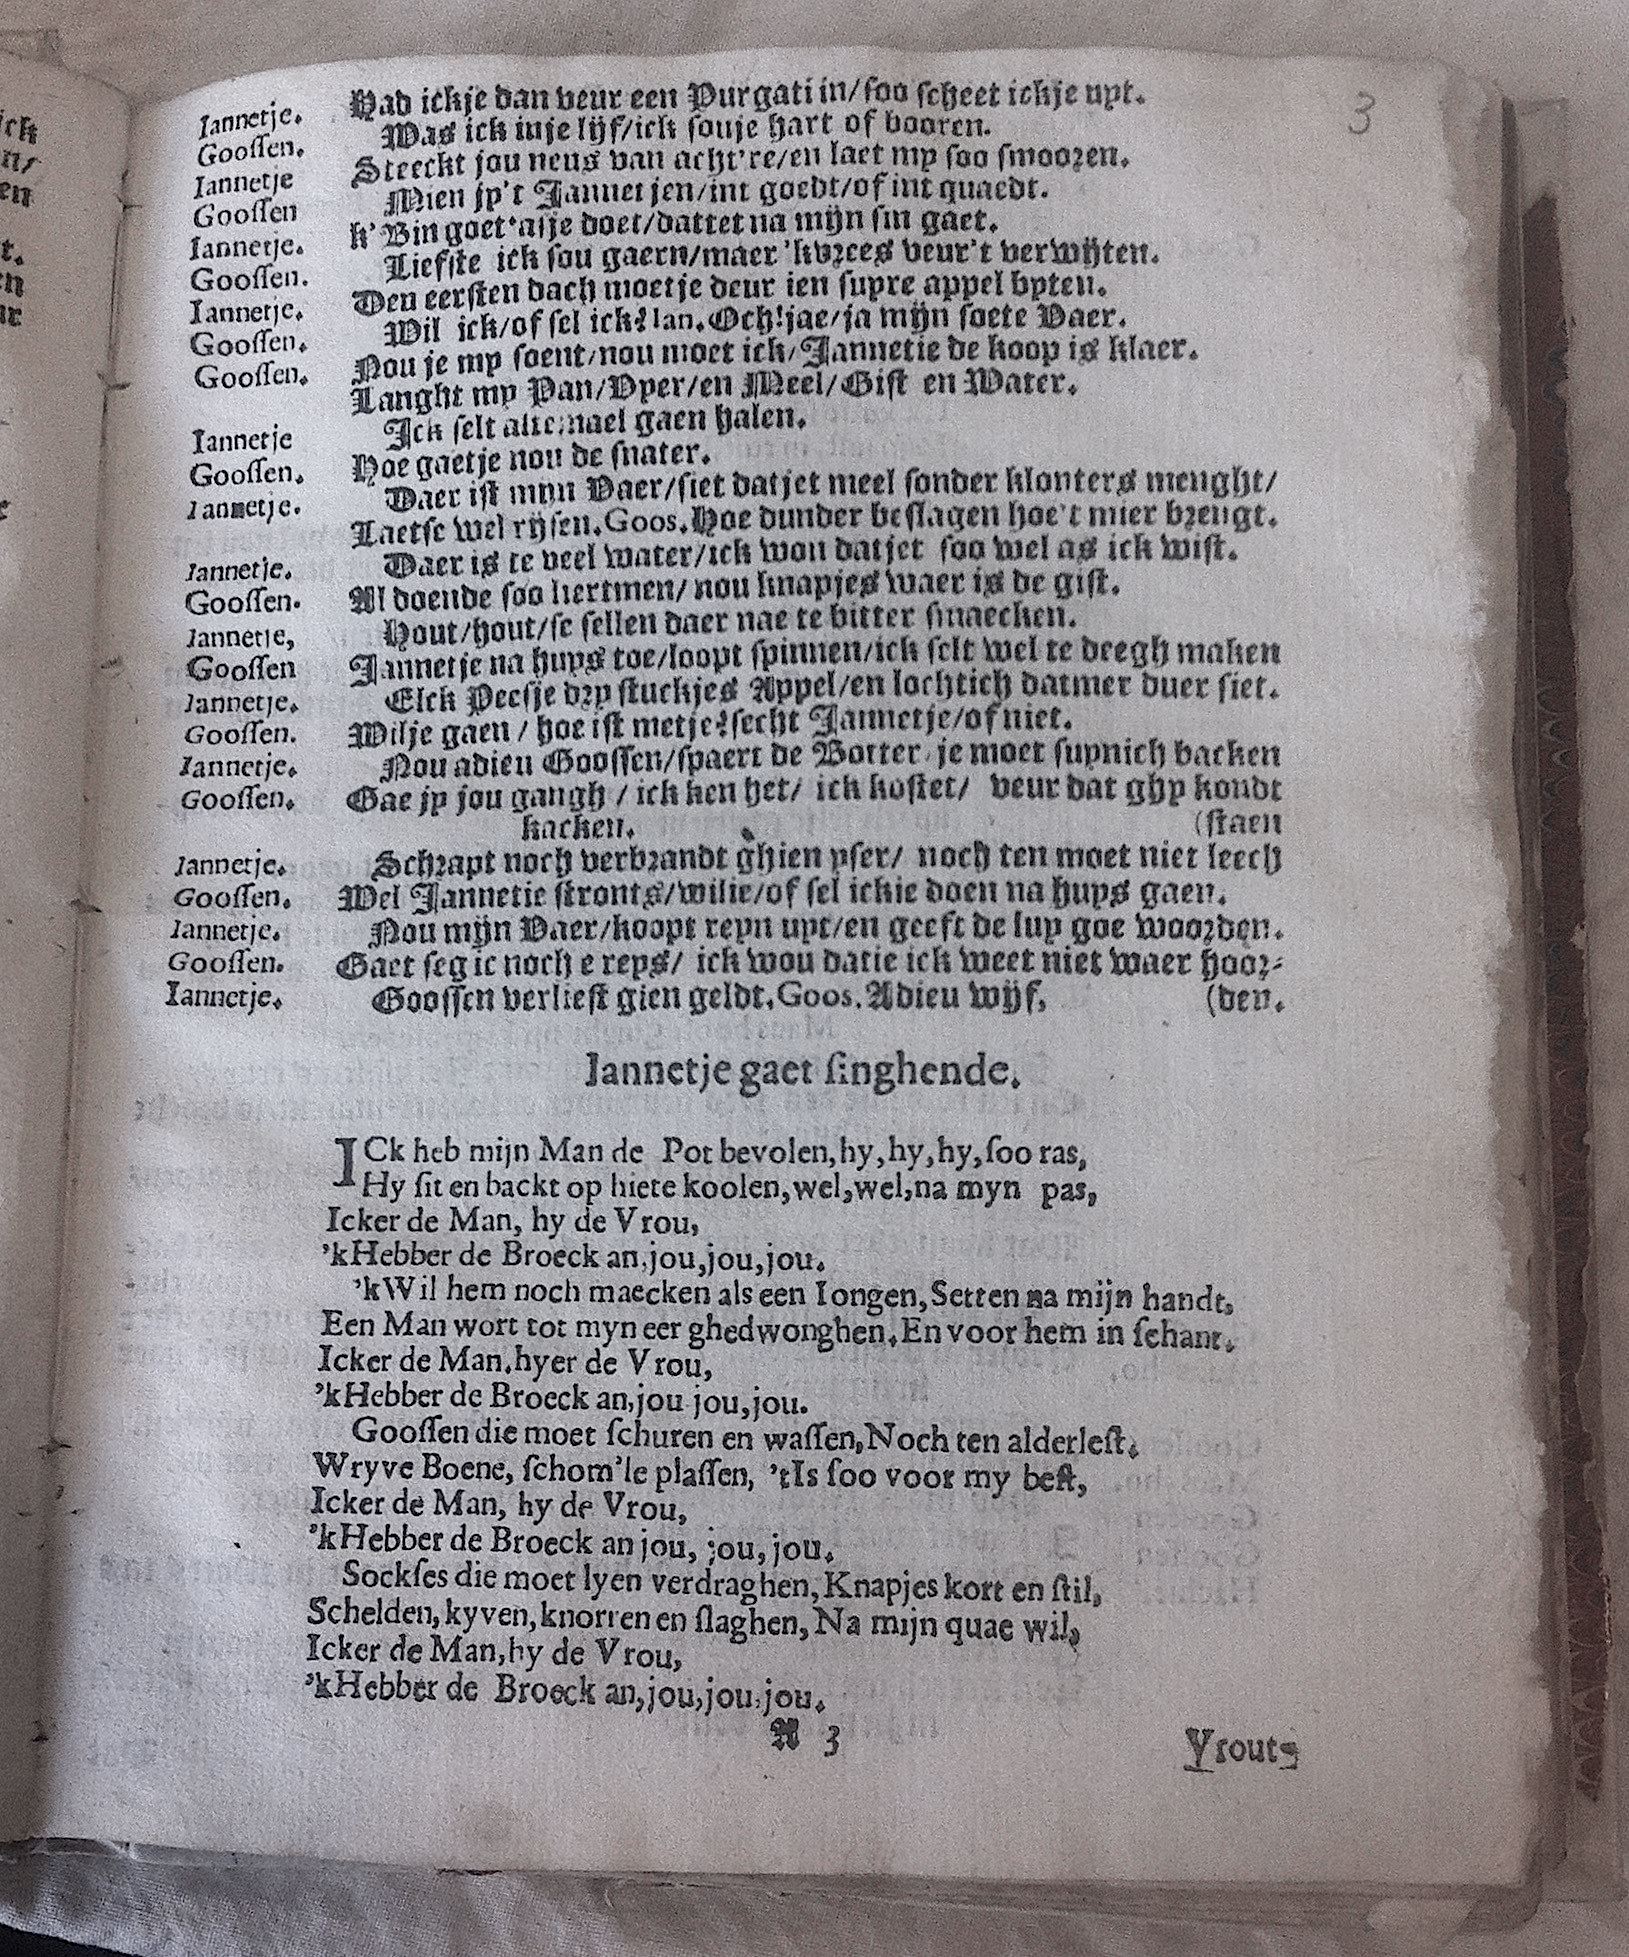 3
Had ickje dan veur een Purgati in/ soo scheet ickje uyt.
Iannetje. Was ick inje lijf/ick souje hart of booren.
Goossen. Steeckt jou neus van acht're/en laet my soo smooren.
Iannetje Mien jy't Jannetjen/int goedt/of int quaedt.
Goossen k'Bin goet asje doet/dattet na mijn sin gaet.
Iannetje. Liefste ick sou gaern/maer 'kvrees veur't verwijten.
Goossen. Den eersten dach moetje deur ien suyre appel byten.
Iannetje. Wil ick/of sel ick? Ian. Och! jae/ja mijn soete Vaer.
Goossen. Nou je my soent/nou moet ick/Jannetie de koop is klaer.
Goossen. Langht my Pan/Vyer/en Meel/Gist en Water.
Iannetje Ick selt altemael gaen halen.
Goossen. Hoe gaetje nou de snater.
Iannetje. Daer ist mijn Vaer/siet datjet meel sonder klonters menght/
Laetse wel rijsen. Goos. Hoe dunder beslagen hoe't mier brengt.
Iannetje. Daer is te veel water/ick wou datjet soo wel as ick wist.
Goossen. Al doende soo liertmen/nou knapjes waer is de gist.
Iannetje, Hout/hout/se sellen daer nae te bitter smaecken.
Goossen Jannetje na huys toe/loopt spinnen/ick selt wel te deegh maken
Iannetje. Elck Peesje dry stuckjes Appel/en lochtich datmer duer siet.
Goossen. Wilje gaen / hoe ist metje? secht Jannetje/of niet.
Iannetje. Nou adieu Goossen/spaert de Botter je moet suynich backen
Goossen. Gae jy jou gangh / ick ken het/ ick kostet/ veur dat ghy kondt
kacken. (staen
Iannetje. Schrapt noch verbrandt ghien yser/ noch ten moet niet leech
Goossen. Wel Jannetie stronts/wilie/of sel ickie doen na huys gaen.
Iannetje. Nou mijn Vaer/koopt reyn uyt/en geeft de luy goe woorden.
Goossen. Gaet seg ic noch e reys/ ick wou datie ick weet niet waer hoor-
Iannetje. Goossen verliest gien geldt. Goos. Adieu wijf. (den.
Iannetje gaet singhende.
ICk heb mijn Man de Pot bevolen, hy, hy, hy, soo ras,
Hy sit en backt op hiete koolen, wel, wel, na myn pas,
Icker de Man, hy de Vrou,
'kHebber de Broeck an, jou, jou, jou.
'kWil hem noch maecken als een Iongen, Setten na mijn handt,
Een Man wort tot myn eer ghedwonghen. En voor hem in schant.
Icker de Man. hyer de Vrou,
'kHebber de Broeck an, jou jou, jou.
Goossen die moet schuren en wassen, Noch ten alderlest.
Wryve Boene, schom'le plassen, 'tIs soo voor my best,
Icker de Man, hy de Vrou,
'kHebber de Broeck an jou, jou, jou.
Sockses die moet lyen verdraghen, Knapjes kort en stil,
Schelden, kyven, knorren en slaghen, Na mijn quae wil,
Icker de Man, hy de Vrou,
'kHebber de Broeck an, jou, jou, jou.
A 3
Vrouts